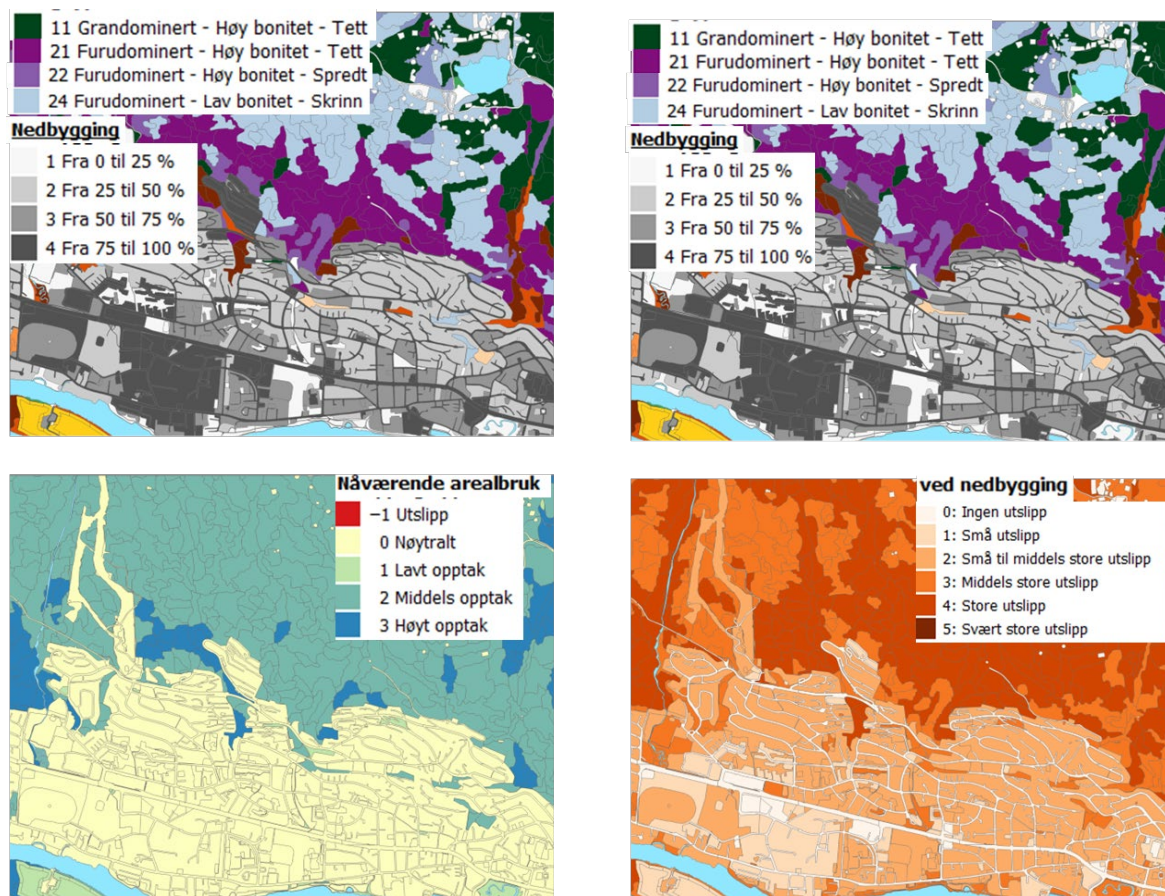 11 Grandominert - Høy bonitet - Tett
21 Furudominert - Høy bonitet - Tett
22 Furudominert - Høy bonitet - Spredt
24 Furudominert - Lav bonitet - Skrinn
Nedbygging
1 Fra 0 til 25 %
2 Fra 25 til 50 %
3 Fra 50 til 75 %
4 Fra 75 til 100 %
11 Grandominert - Høy bonitet - Tett
21 Furudominert - Høy bonitet - Tett
22 Furudominert - Høy bonitet - Spredt
24 Furudominert - Lav bonitet - Skrinn
Nedbygging
1 Fra 0 til 25 %
2 Fra 25 til 50 %
3 Fra 50 til 75 %
4 Fra 75 til 100 %
Nåværende arealbruk
−1 Utslipp
0 Nøytralt
1 Lavt opptak
2 Middels opptak
3 Høyt opptak
ved nedbygging
0: Ingen utslipp
1: Små utslipp
2: Små til middels store utslipp
3: Middels store utslipp
4: Store utslipp
5: Svært store utslipp